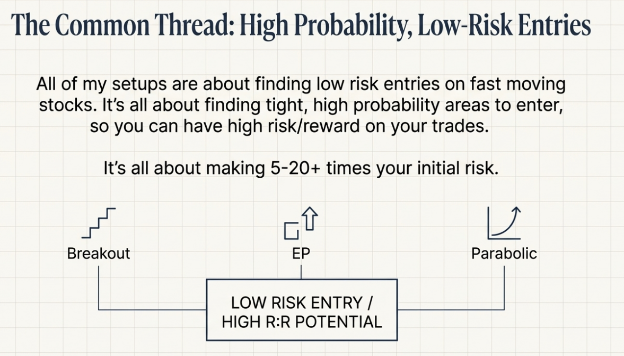 The Common Thread: High Probability, Low-Risk Entries
All of my setups are about finding low risk entries on fast moving
stocks. It's all about finding tight, high probability areas to enter,
so you can have high risk/reward on your trades.
It's all about making 5-20+ times your initial risk.
Breakout
EP
Parabolic
LOW RISK ENTRY /
HIGH R:R POTENTIAL